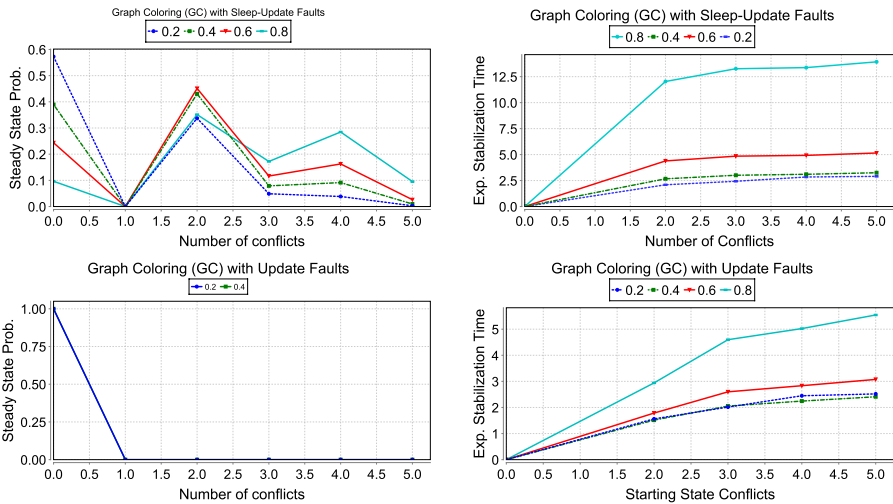 Graph Coloring (GC) with Sleep-Update Faults
0.2 0.4 0.6 0.8
Steady State Prob.
0.6
0.5
0.4
0.3
0.2
0.1
0.0
0.0 0.5 1.0 1.5 2.0 2.5 3.0 3.5 4.0 4.5 5.0
Number of conflicts
Graph Coloring (GC) with Sleep-Update Faults
0.8 0.4 0.6 0.2
Exp. Stabilization Time
12.5
10.0
7.5
5.0
2.5
0.0
0.0 0.5 1.0 1.5 2.0 2.5 3.0 3.5 4.0 4.5 5.0
Number of Conflicts
Graph Coloring (GC) with Update Faults
0.2 0.4
Steady State Prob.
1.00
0.75
0.50
0.25
0.00
0.0 0.5 1.0 1.5 2.0 2.5 3.0 3.5 4.0 4.5 5.0
Number of conflicts
Graph Coloring (GC) with Update Faults
0.2 0.4 0.6 0.8
Exp. Stabilization Time
5
4
3
2
1
0
0.0 0.5 1.0 1.5 2.0 2.5 3.0 3.5 4.0 4.5 5.0
Starting State Conflicts